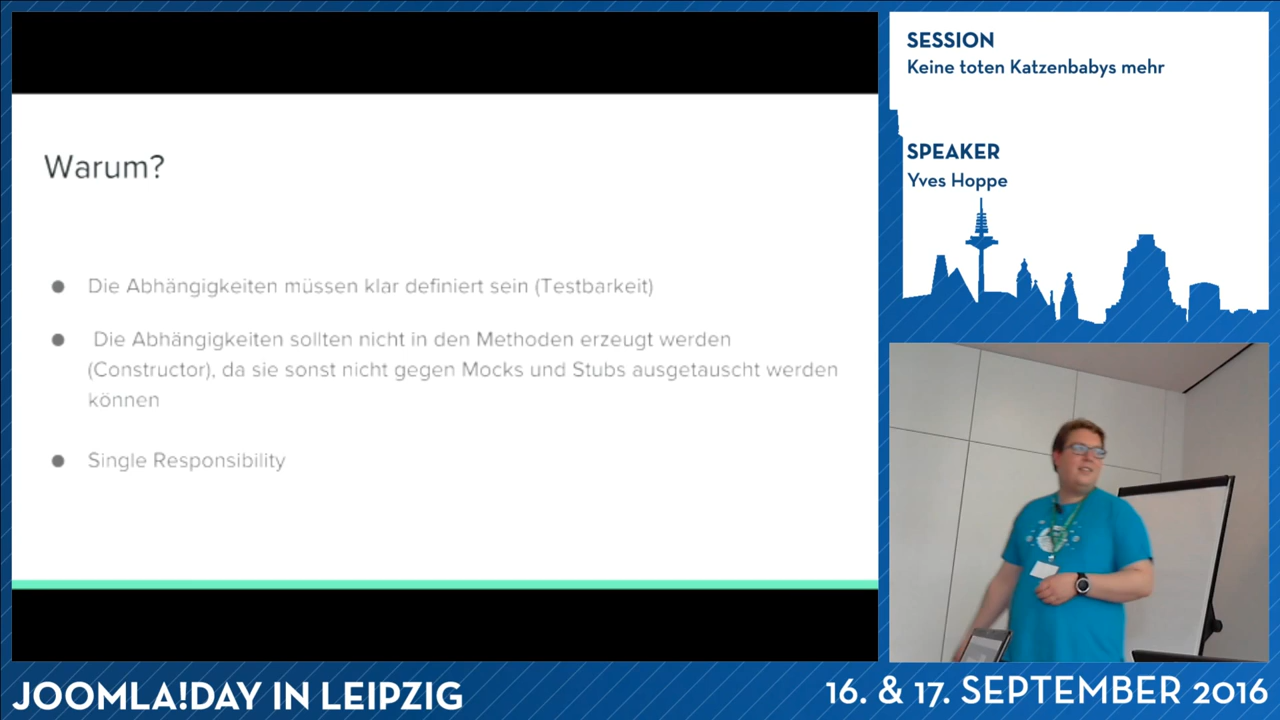 SESSION
Keine toten Katzenbabys mehr
SPEAKER
Yves Hoppe
Warum?
● Die Abhängigkeiten müssen klar definiert sein (Testbarkeit)
● Die Abhängigkeiten sollten nicht in den Methoden erzeugt werden
(Constructor), da sie sonst nicht gegen Mocks und Stubs ausgetauscht werden
können
● Single Responsibility
JOOMLA!DAY IN LEIPZIG
16. & 17. SEPTEMBER 2016